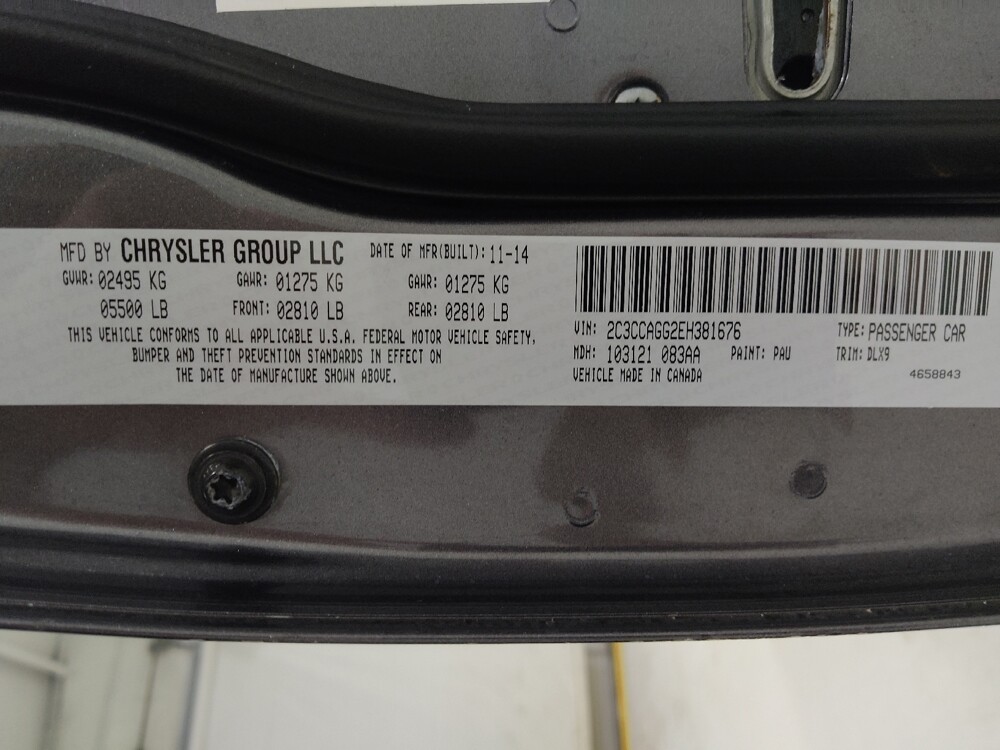 MFD BY CHRYSLER GROUP LLC DATE OF MFR(BUILT): 11-14
GVWR: 02495 KG GAWR: 01275 KG GAWR: 01275 KG
05500 LB FRONT: 02810 LB REAR: 02810 LB
THIS VEHICLE CONFORMS TO ALL APPLICABLE U.S.A. FEDERAL MOTOR VEHICLE SAFETY,
BUMPER AND THEFT PREVENTION STANDARDS IN EFFECT ON
THE DATE OF MANUFACTURE SHOWN ABOVE.
VIN: 2C3CCAGG2EH381676 TYPE: PASSENGER CAR
MDH: 103121 083AA PAINT: PAU TRIM: DLX9
VEHICLE MADE IN CANADA 4658843